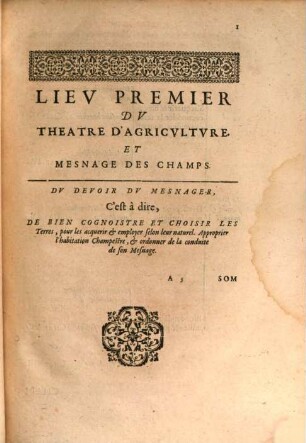 1
LIEV PREMIER
DV
THEATRE D'AGRICVLTVRE.
ET
MESNAGE DES CHAMPS.
DV DEVOIR DV MESNAGER,
C'est à dire,
DE BIEN COGNOISTRE ET CHOISIR LES
Terres, pour les acquerir & employer selon leur naturel. Approprier
l'habitation Champestre, & ordonner de la conduite
de son Mesnage.
A 5 SOM